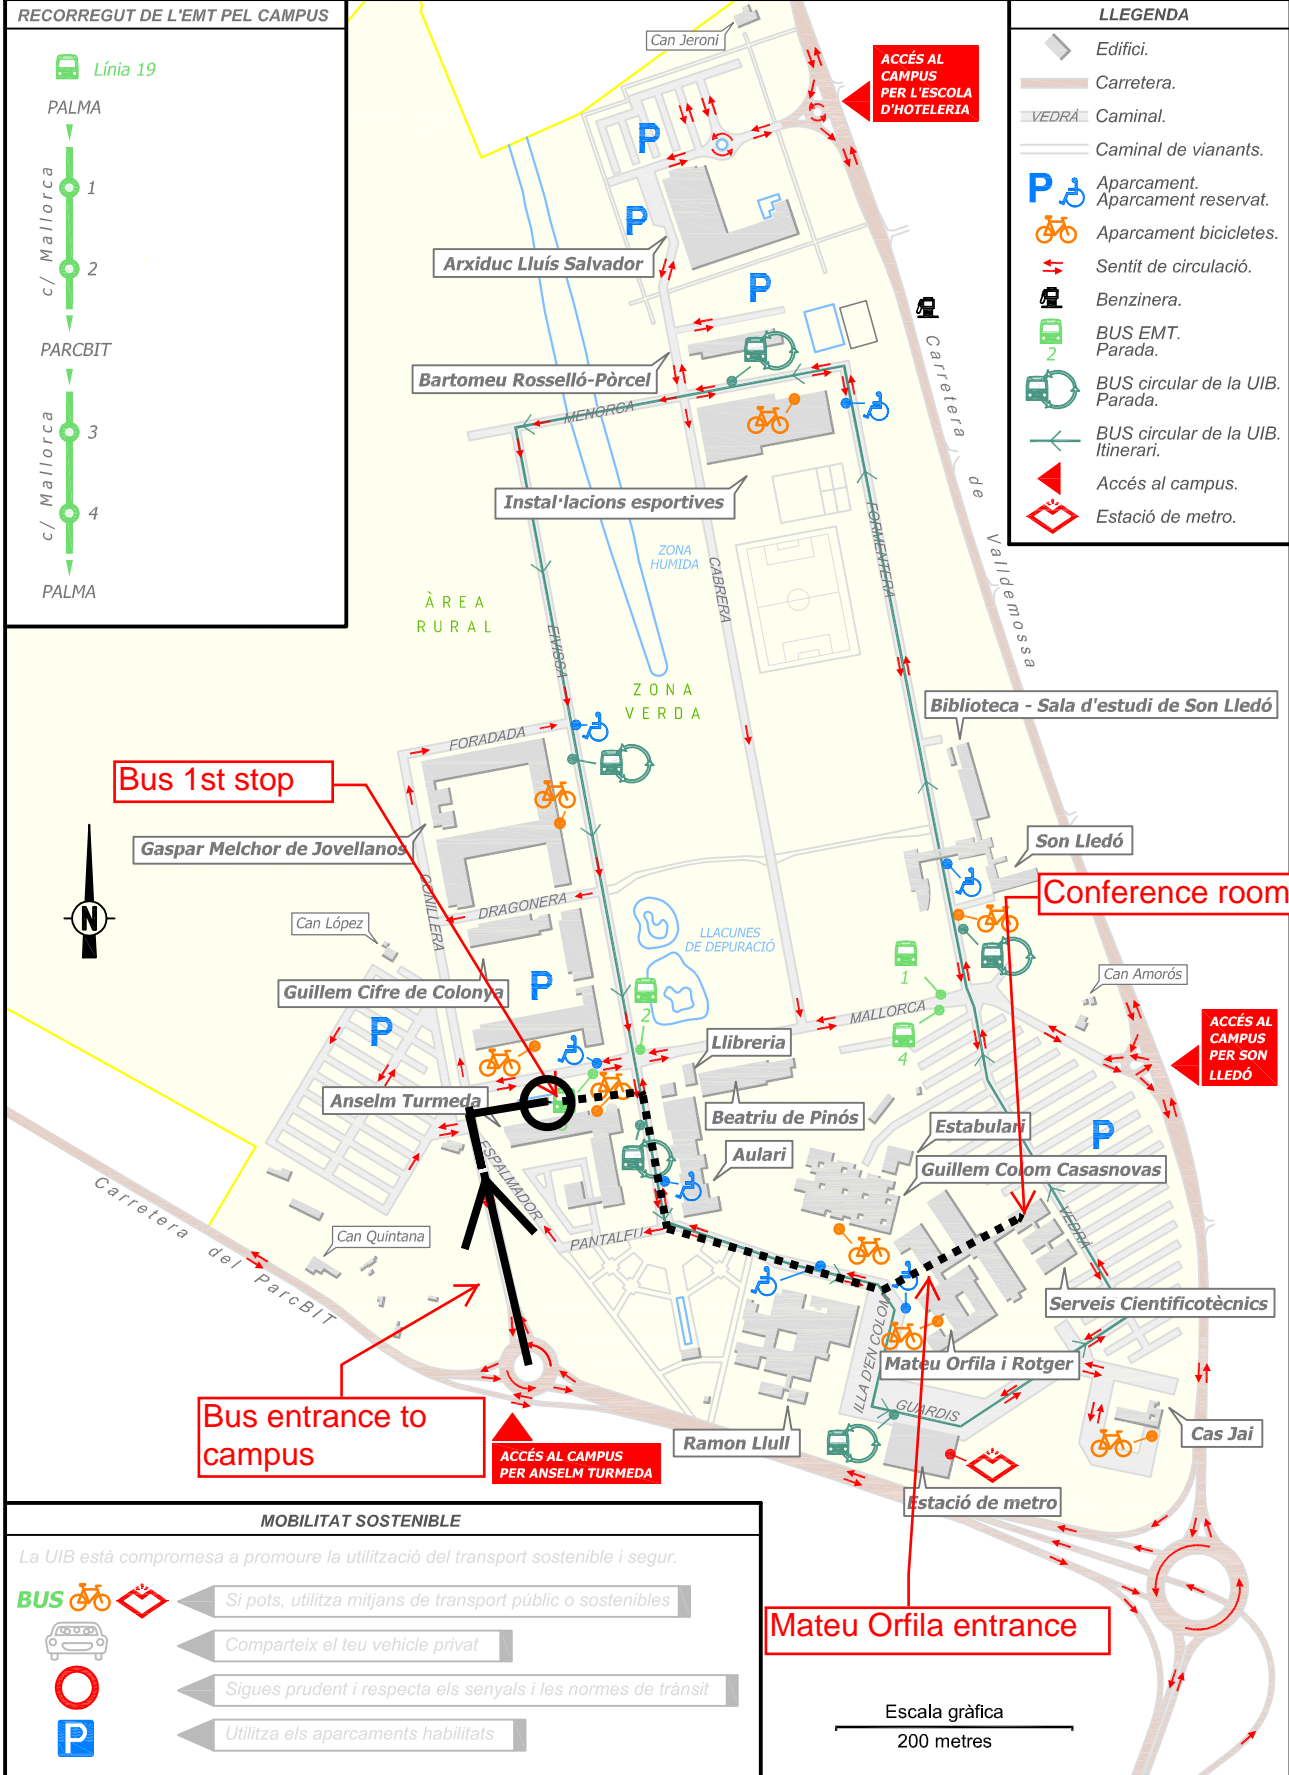 RECORREGUT DE L'EMT PEL CAMPUS
Línia 19
PALMA
c/ Mallorca
1
2
PARCBIT
c/ Mallorca
3
4
PALMA
LLEGENDA
Edifici.
Carretera.
VEDRÀ
Caminal.
Caminal de vianants.
P
Aparcament.
Aparcament reservat.
Aparcament bicicletes.
Sentit de circulació.
Benzinera.
2
BUS EMT.
Parada.
BUS circular de la UIB.
Parada.
BUS circular de la UIB.
Itinerari.
Accés al campus.
Estació de metro.
Can Jeroni
ACCÉS AL
CAMPUS
PER L'ESCOLA
D'HOTELERIA
P
P
Arxiduc Lluís Salvador
P
Bartomeu Rosselló-Pòrcel
MENORCA
Carretera de Valldemossa
Instal·lacions esportives
FORMENTERA
ZONA
HUMIDA
CABRERA
ÀREA
RURAL
EIVISSA
ZONA
VERDA
Biblioteca - Sala d'estudi de Son Lledó
FORADADA
Bus 1st stop
Gaspar Melchor de Jovellanos
Son Lledó
Conference room
CONILLERA
DRAGONERA
N
Can López
LLACUNES
DE DEPURACIÓ
Guillem Cifre de Colonya
P
P
1
Can Amorós
2
MALLORCA
4
ACCÉS AL
CAMPUS
PER SON
LLEDÓ
Llibreria
Anselm Turmeda
3
Beatriu de Pinós
Estabulari
P
Aulari
Guillem Colom Casasnovas
ESPALMADOR
Carretera del ParcBIT
Can Quintana
PANTALEU
VEDRÀ
Serveis Cientificotècnics
ILLA D'EN COLOM
Mateu Orfila i Rotger
Bus entrance to
campus
GUARDIS
Ramon Llull
Cas Jai
ACCÉS AL CAMPUS
PER ANSELM TURMEDA
Estació de metro
MOBILITAT SOSTENIBLE
La UIB està compromesa a promoure la utilització del transport sostenible i segur.
BUS
Si pots, utilitza mitjans de transport públic o sostenibles
Comparteix el teu vehicle privat
Sigues prudent i respecta els senyals i les normes de trànsit
P
Utilitza els aparcaments habilitats
Mateu Orfila entrance
Escala gràfica
200 metres